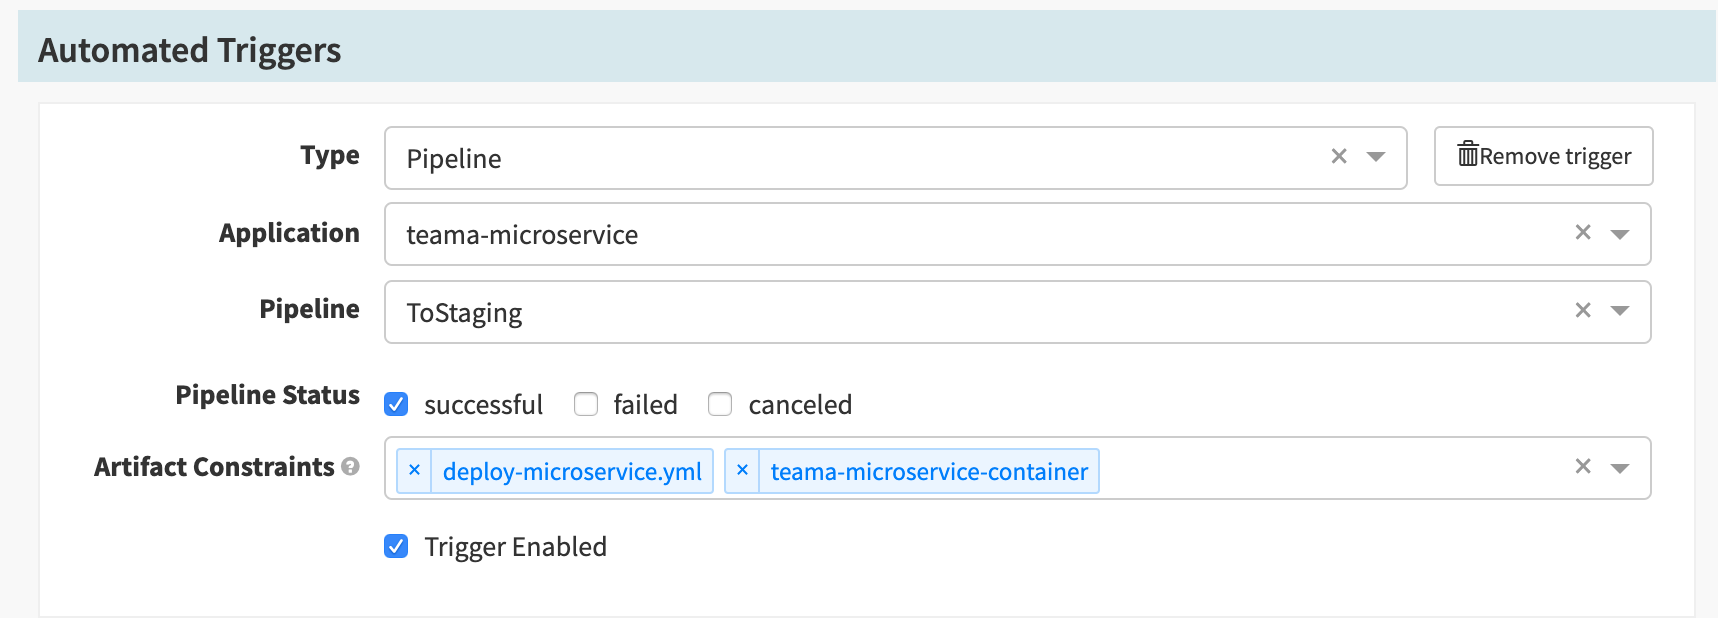 Automated Triggers
Type Pipeline × Remove trigger
Application teama-microservice ×
Pipeline ToStaging ×
Pipeline Status successful failed canceled
Artifact Constraints ? × deploy-microservice.yml × teama-microservice-container ×
Trigger Enabled